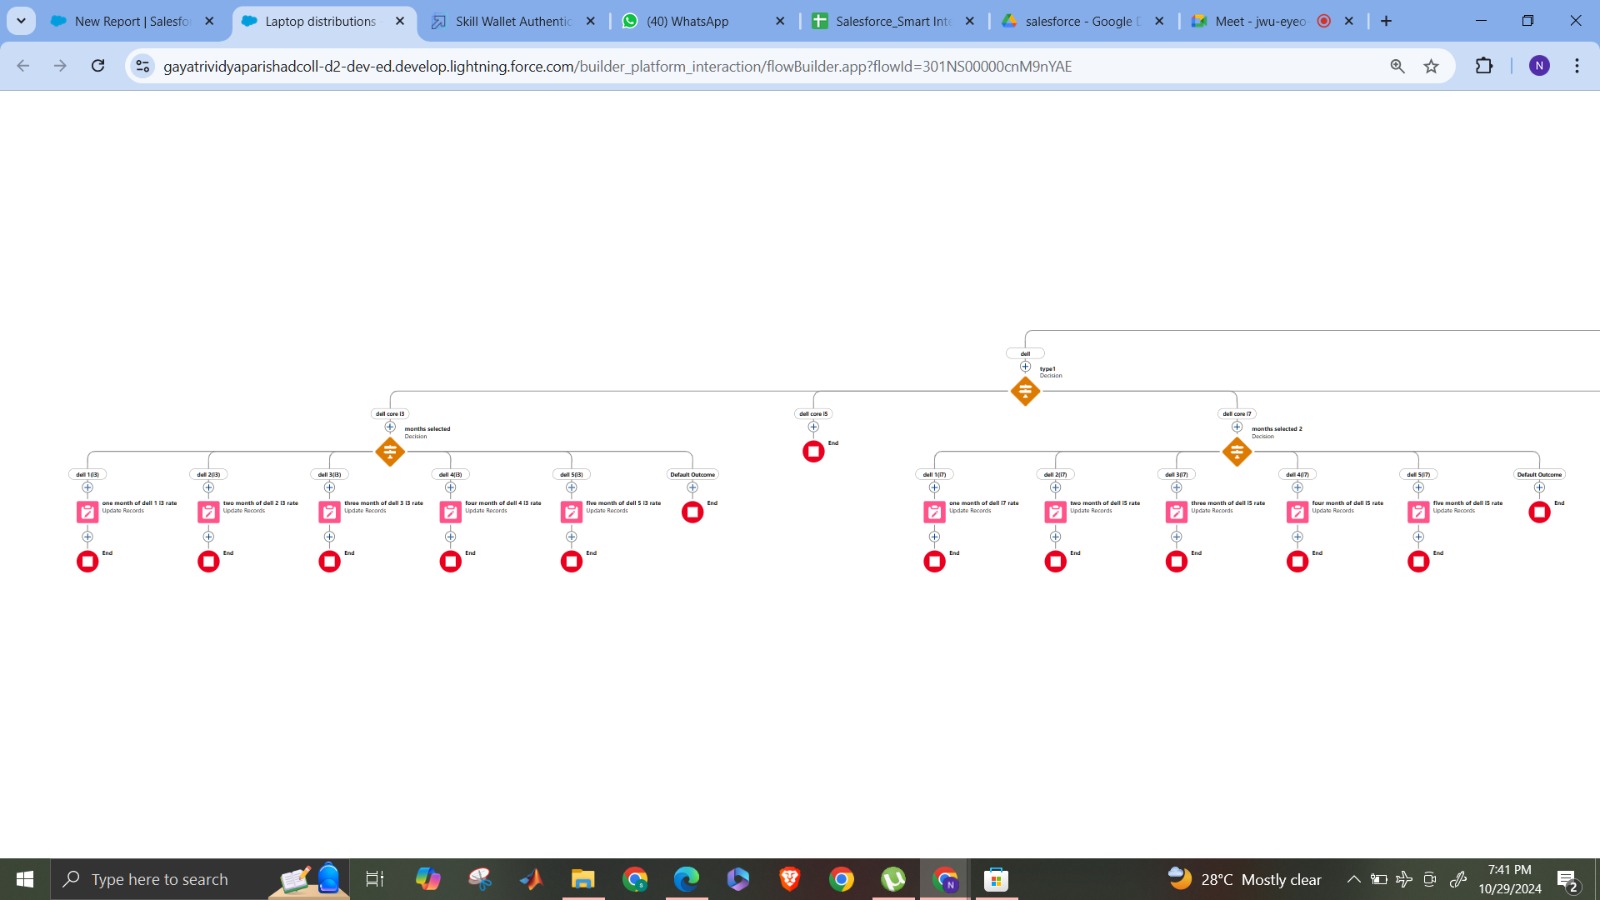 New Report | Salesfo
Laptop distributions -
Skill Wallet Authentic
(40) WhatsApp
Salesforce_Smart Inte
salesforce - Google D
Meet - jwu-eyeo-
gayatrividyaparishadcoll-d2-dev-ed.develop.lightning.force.com/builder_platform_interaction/flowBuilder.app?flowId=301NS00000cnM9nYAE
N
dell
type1
Decision
dell core i3
dell core i5
dell core i7
months selected
Decision
End
months selected 2
Decision
dell 1(i3)
dell 2(i3)
dell 3(i3)
dell 4(i3)
dell 5(i3)
Default Outcome
dell 1(i7)
dell 2(i7)
dell 3(i7)
dell 4(i7)
dell 5(i7)
Default Outcome
one month of dell 1 i3 rate
Update Records
two month of dell 2 i3 rate
Update Records
three month of dell 3 i3 rate
Update Records
four month of dell 4 i3 rate
Update Records
five month of dell 5 i3 rate
Update Records
End
one month of dell i7 rate
Update Records
two month of dell i5 rate
Update Records
three month of dell i5 rate
Update Records
four month of dell i5 rate
Update Records
five month of dell i5 rate
Update Records
End
End
End
End
End
End
End
End
End
End
End
Type here to search
28°C Mostly clear
7:41 PM
10/29/2024
2